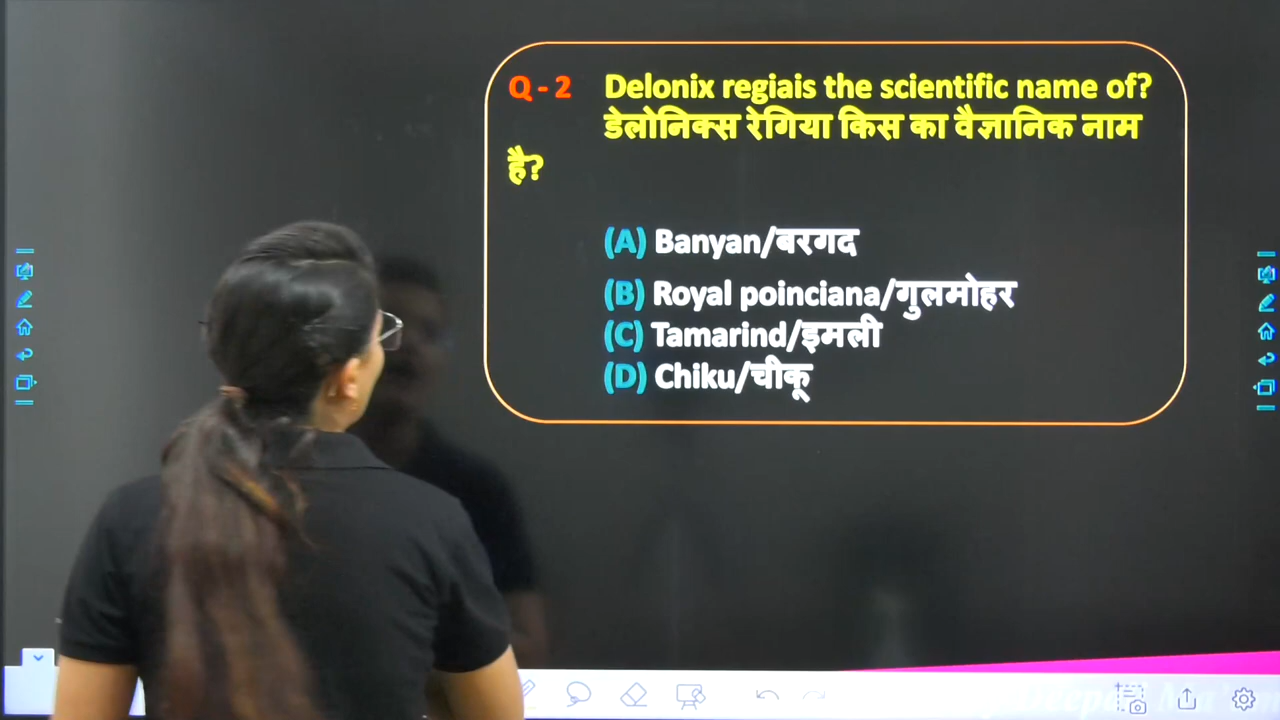 Q - 2 Delonix regiais the scientific name of?
डेलोनिक्स रेगिया किस का वैज्ञानिक नाम
है?
(A) Banyan/बरगद
(B) Royal poinciana/गुलमोहर
(C) Tamarind/इमली
(D) Chiku/चीकू